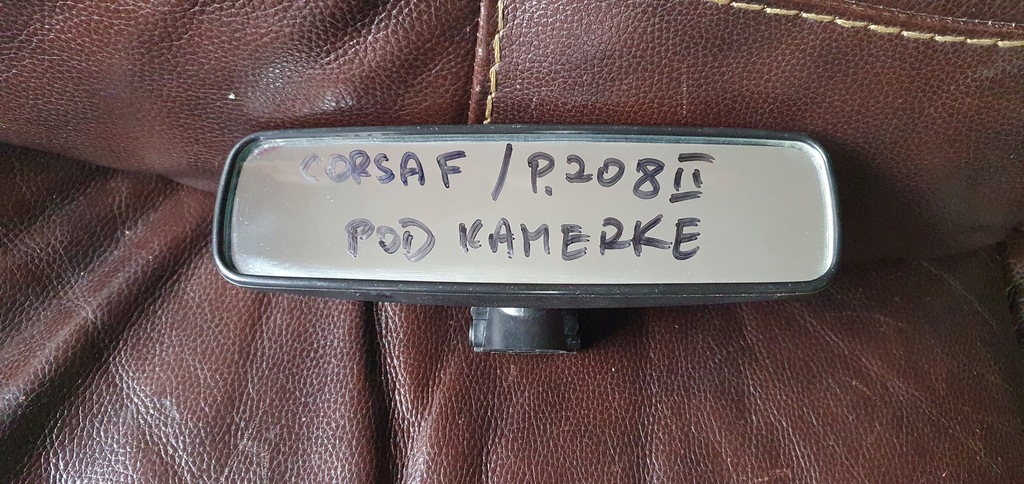 CORSA F / P.208 II
POD KAMERKE